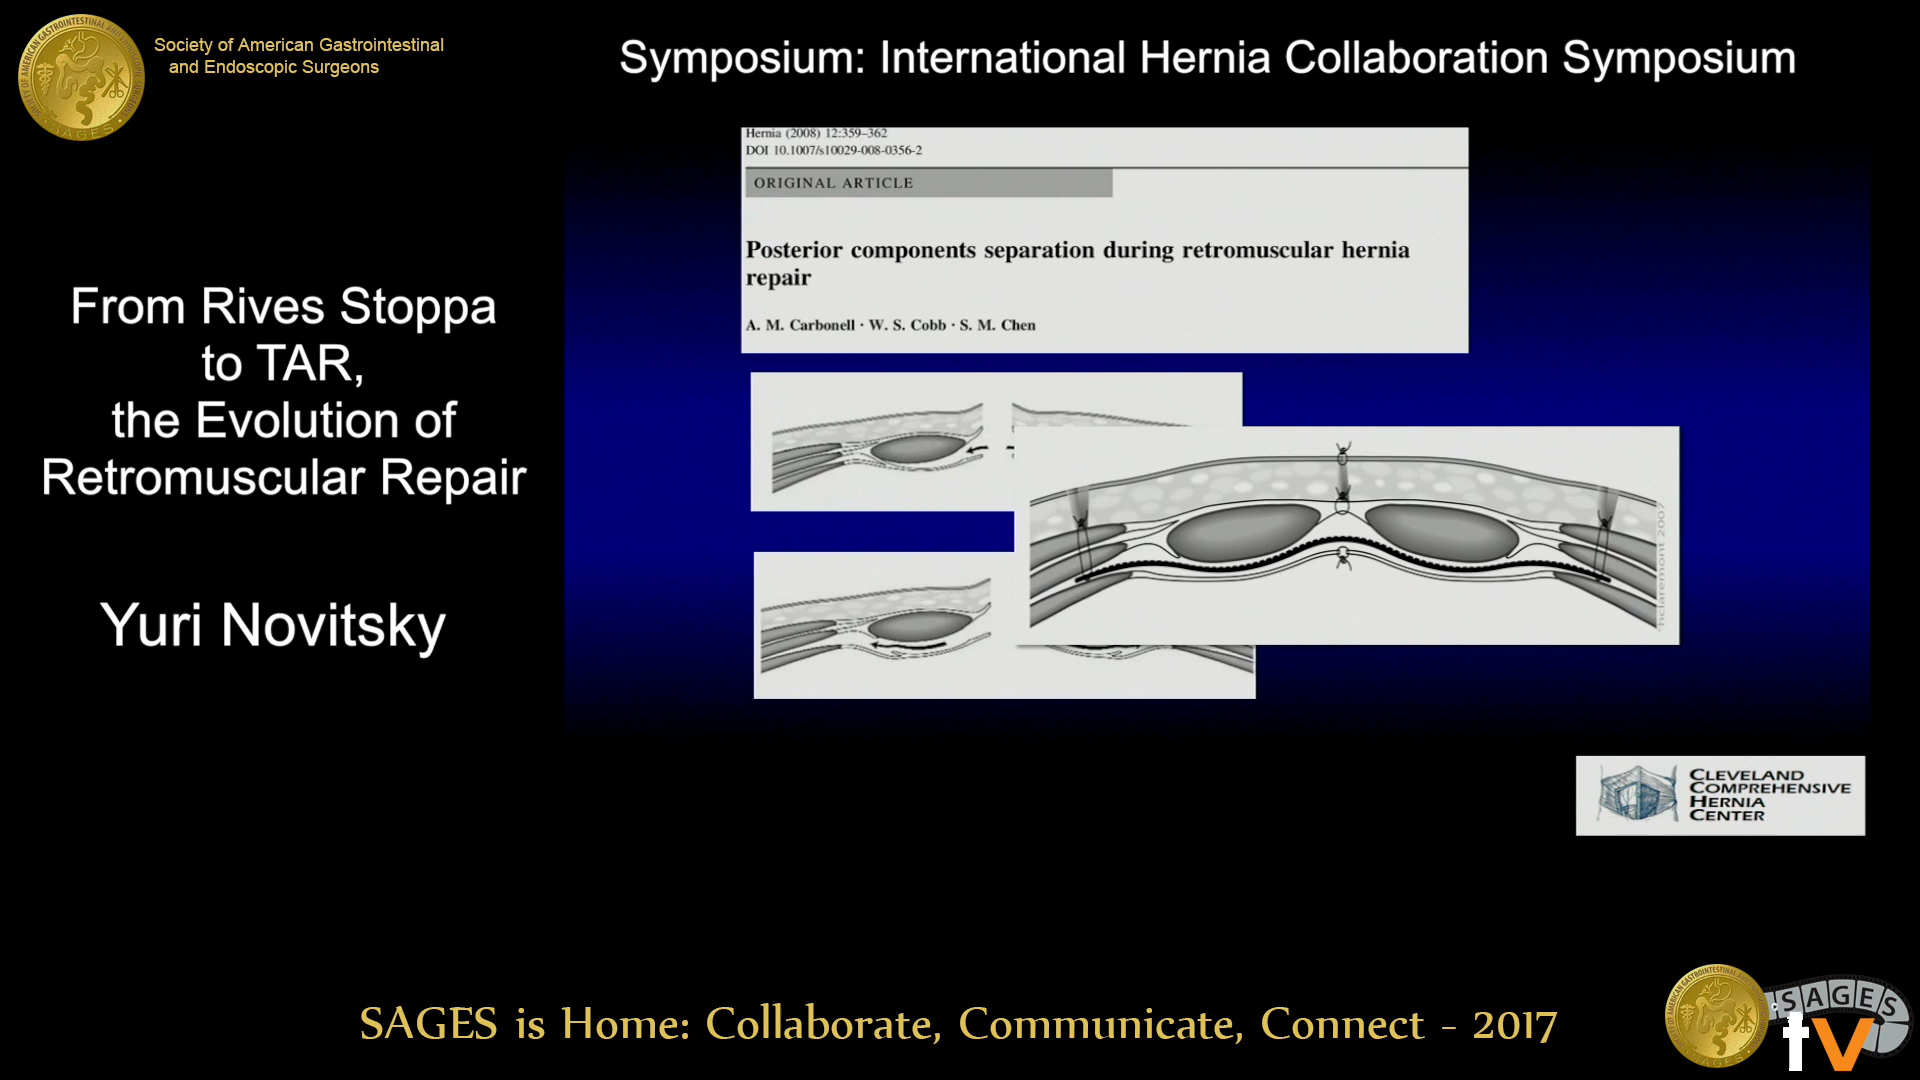 Society of American Gastrointestinal
and Endoscopic Surgeons
Symposium: International Hernia Collaboration Symposium
From Rives Stoppa
to TAR,
the Evolution of
Retromuscular Repair
Yuri Novitsky
Hernia (2008) 12:359–362
DOI 10.1007/s10029-008-0356-2
ORIGINAL ARTICLE
Posterior components separation during retromuscular hernia
repair
A. M. Carbonell · W. S. Cobb · S. M. Chen
CLEVELAND
COMPREHENSIVE
HERNIA
CENTER
SAGES is Home: Collaborate, Communicate, Connect - 2017
SAGES
tv
SAGES